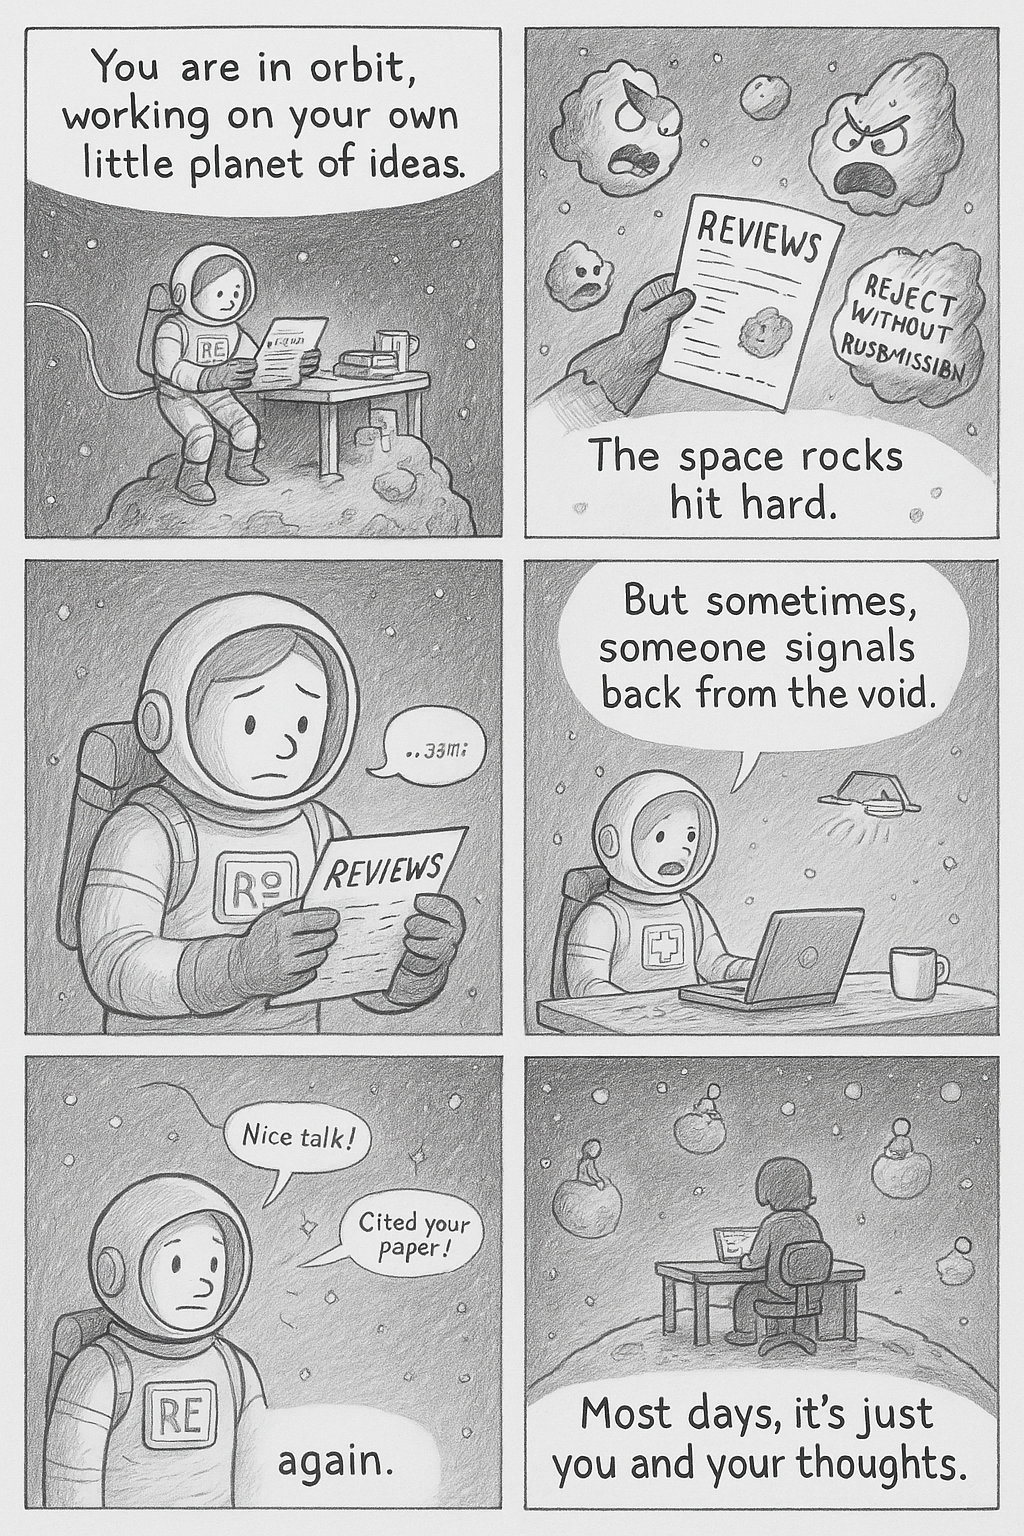 You are in orbit,
working on your own
little planet of ideas.
RE
REVIEWS
REJECT
WITHOUT
RUSBMISSIBN
The space rocks
hit hard.
Rº
REVIEWS
But sometimes,
someone signals
back from the void.
Nice talk!
Cited your
paper!
RE
again.
Most days, it's just
you and your thoughts.